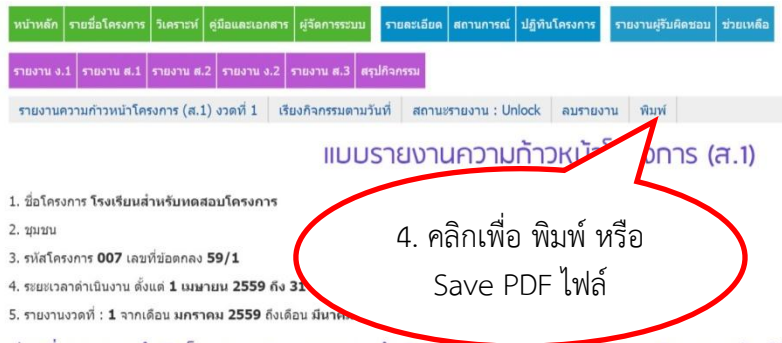 หน้าหลัก รายชื่อโครงการ วิเคราะห์ คู่มือและเอกสาร ผู้จัดการระบบ รายละเอียด สถานการณ์ ปฏิทินโครงการ รายงานผู้รับผิดชอบ ช่วยเหลือ
รายงาน ง.1 รายงาน ส.1 รายงาน ส.2 รายงาน ง.2 รายงาน ส.3 สรุปกิจกรรม
รายงานความก้าวหน้าโครงการ (ส.1) งวดที่ 1 เรียงกิจกรรมตามวันที่ สถานะรายงาน : Unlock ลบรายงาน พิมพ์
แบบรายงานความก้าวหน้าโครงการ (ส.1)
1. ชื่อโครงการ โรงเรียนสำหรับทดสอบโครงการ
2. ชุมชน
3. รหัสโครงการ 007 เลขที่ข้อตกลง 59/1
4. ระยะเวลาดำเนินงาน ตั้งแต่ 1 เมษายน 2559 ถึง 31
5. รายงานงวดที่ : 1 จากเดือน มกราคม 2559 ถึงเดือน
4. คลิกเพื่อ พิมพ์ หรือ
Save PDF ไฟล์